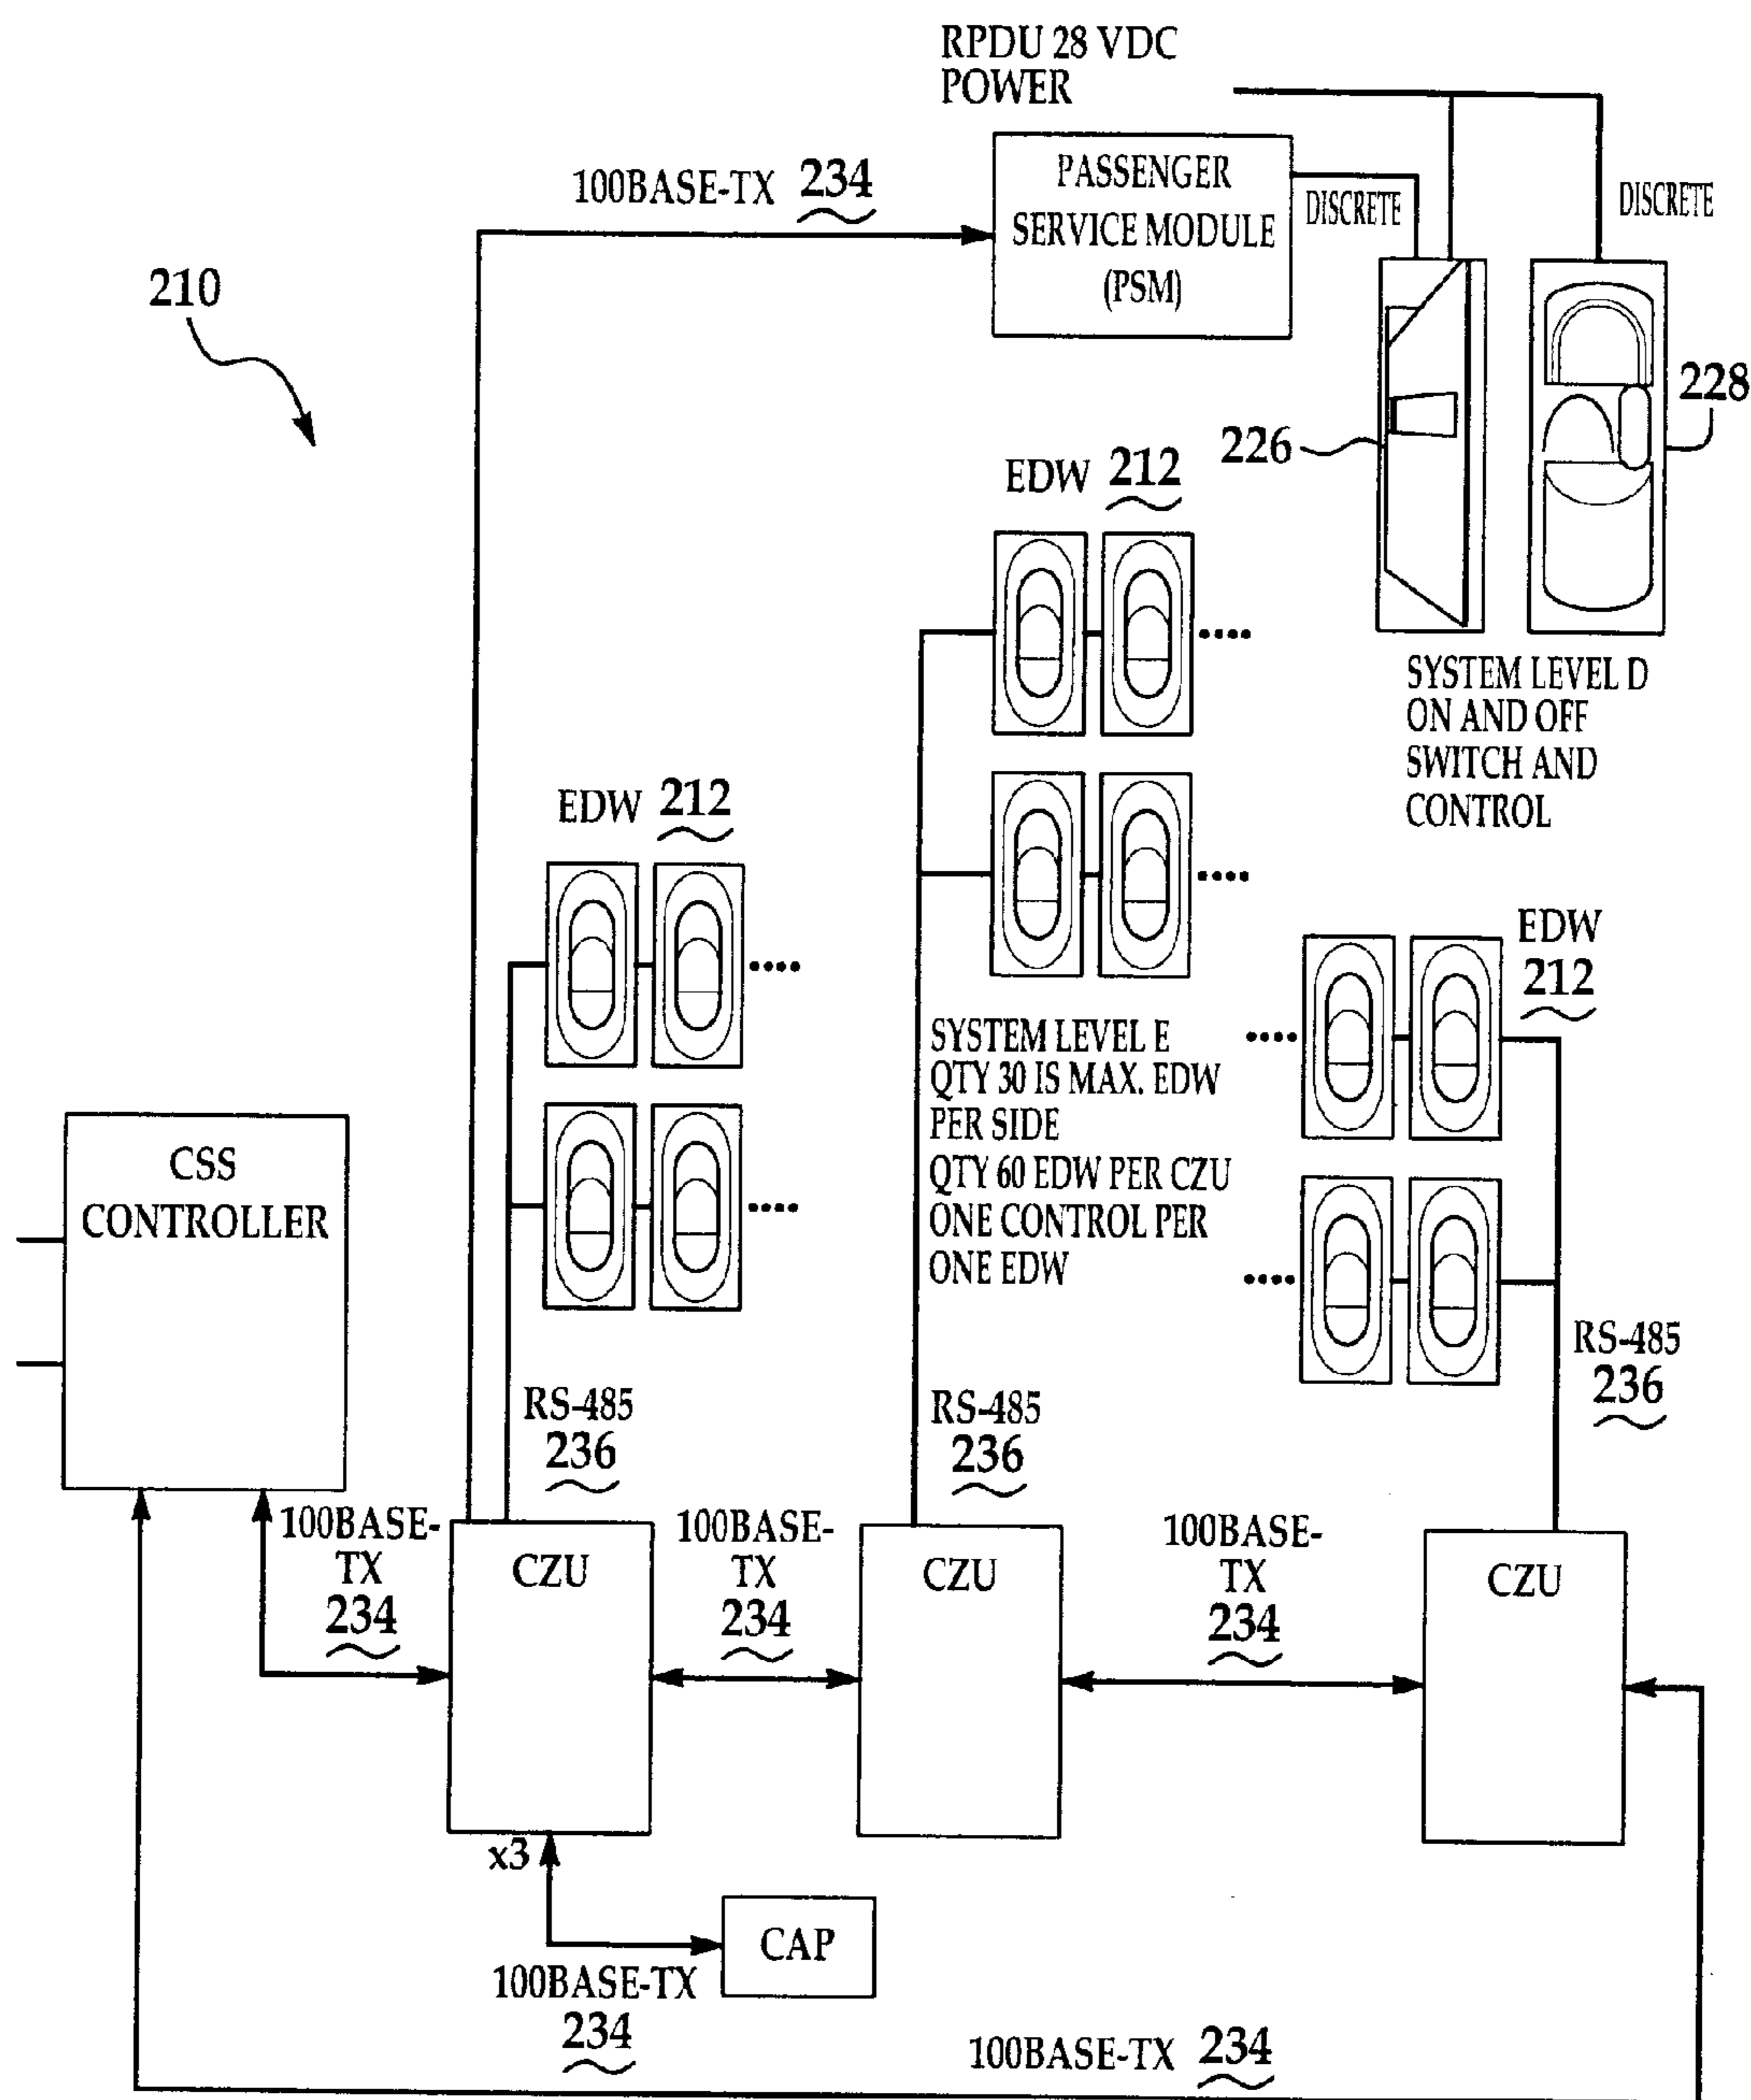 RPDU 28 VDC
POWER
100BASE-TX 234
PASSENGER
SERVICE MODULE
(PSM)
DISCRETE
DISCRETE
210
228
226
EDW 212
SYSTEM LEVEL D
ON AND OFF
SWITCH AND
CONTROL
EDW 212
EDW
212
SYSTEM LEVEL E
QTY 30 IS MAX. EDW
PER SIDE
QTY 60 EDW PER CZU
ONE CONTROL PER
ONE EDW
CSS
CONTROLLER
RS-485
236
RS-485
236
RS-485
236
100BASE-
TX
234
CZU
100BASE-
TX
234
CZU
100BASE-
TX
234
CZU
x3
CAP
100BASE-TX
234
100BASE-TX 234